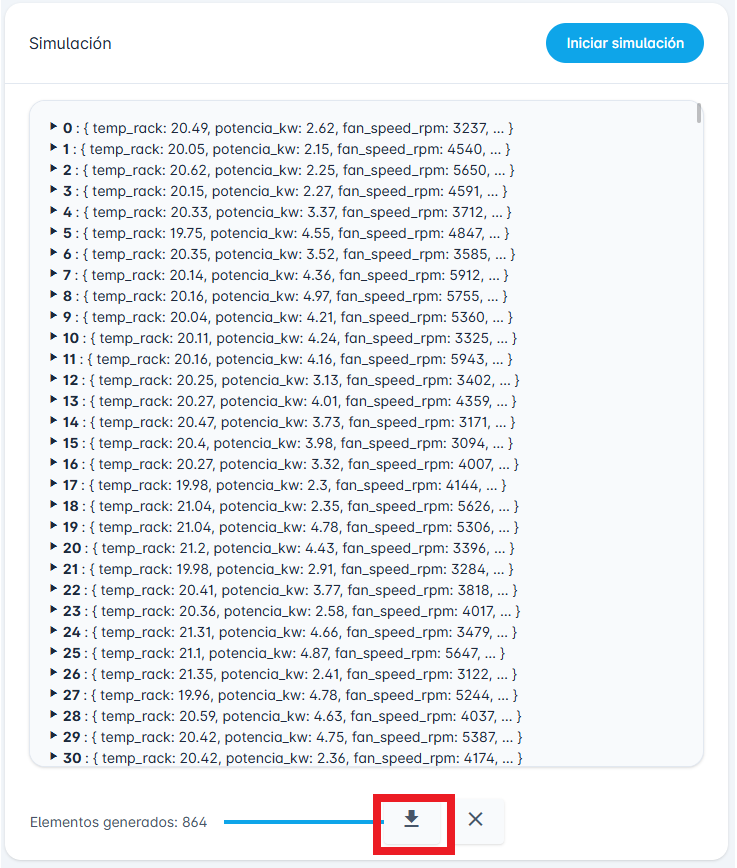 Simulación
Iniciar simulación
0 : { temp_rack: 20.49, potencia_kw: 2.62, fan_speed_rpm: 3237, ... }
1 : { temp_rack: 20.05, potencia_kw: 2.15, fan_speed_rpm: 4540, ... }
2 : { temp_rack: 20.62, potencia_kw: 2.25, fan_speed_rpm: 5650, ... }
3 : { temp_rack: 20.15, potencia_kw: 2.27, fan_speed_rpm: 4591, ... }
4 : { temp_rack: 20.33, potencia_kw: 3.37, fan_speed_rpm: 3712, ... }
5 : { temp_rack: 19.75, potencia_kw: 4.55, fan_speed_rpm: 4847, ... }
6 : { temp_rack: 20.35, potencia_kw: 3.52, fan_speed_rpm: 3585, ... }
7 : { temp_rack: 20.14, potencia_kw: 4.36, fan_speed_rpm: 5912, ... }
8 : { temp_rack: 20.16, potencia_kw: 4.97, fan_speed_rpm: 5755, ... }
9 : { temp_rack: 20.04, potencia_kw: 4.21, fan_speed_rpm: 5360, ... }
10 : { temp_rack: 20.11, potencia_kw: 4.24, fan_speed_rpm: 3325, ... }
11 : { temp_rack: 20.16, potencia_kw: 4.16, fan_speed_rpm: 5943, ... }
12 : { temp_rack: 20.25, potencia_kw: 3.13, fan_speed_rpm: 3402, ... }
13 : { temp_rack: 20.27, potencia_kw: 4.01, fan_speed_rpm: 4359, ... }
14 : { temp_rack: 20.47, potencia_kw: 3.73, fan_speed_rpm: 3171, ... }
15 : { temp_rack: 20.4, potencia_kw: 3.98, fan_speed_rpm: 3094, ... }
16 : { temp_rack: 20.27, potencia_kw: 3.32, fan_speed_rpm: 4007, ... }
17 : { temp_rack: 19.98, potencia_kw: 2.3, fan_speed_rpm: 4144, ... }
18 : { temp_rack: 21.04, potencia_kw: 2.35, fan_speed_rpm: 5626, ... }
19 : { temp_rack: 21.04, potencia_kw: 4.78, fan_speed_rpm: 5306, ... }
20 : { temp_rack: 21.2, potencia_kw: 4.43, fan_speed_rpm: 3396, ... }
21 : { temp_rack: 19.98, potencia_kw: 2.91, fan_speed_rpm: 3284, ... }
22 : { temp_rack: 20.41, potencia_kw: 3.77, fan_speed_rpm: 3818, ... }
23 : { temp_rack: 20.36, potencia_kw: 2.58, fan_speed_rpm: 4017, ... }
24 : { temp_rack: 21.31, potencia_kw: 4.66, fan_speed_rpm: 3479, ... }
25 : { temp_rack: 21.1, potencia_kw: 4.87, fan_speed_rpm: 5647, ... }
26 : { temp_rack: 21.35, potencia_kw: 2.41, fan_speed_rpm: 3122, ... }
27 : { temp_rack: 19.96, potencia_kw: 4.78, fan_speed_rpm: 5244, ... }
28 : { temp_rack: 20.59, potencia_kw: 4.63, fan_speed_rpm: 4037, ... }
29 : { temp_rack: 20.42, potencia_kw: 4.75, fan_speed_rpm: 5387, ... }
30 : { temp_rack: 20.42, potencia_kw: 2.36, fan_speed_rpm: 4174, ... }
Elementos generados: 864